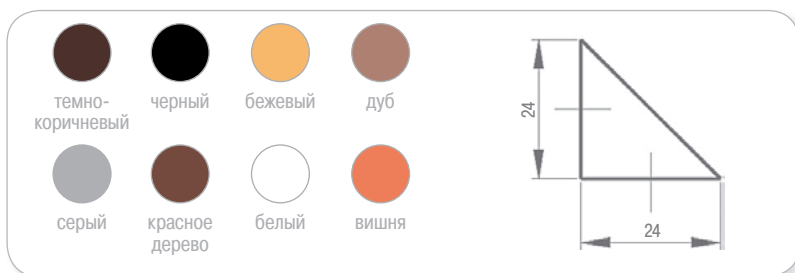 темно-
коричневый
черный
бежевый
дуб
серый
красное
дерево
белый
вишня
24
24